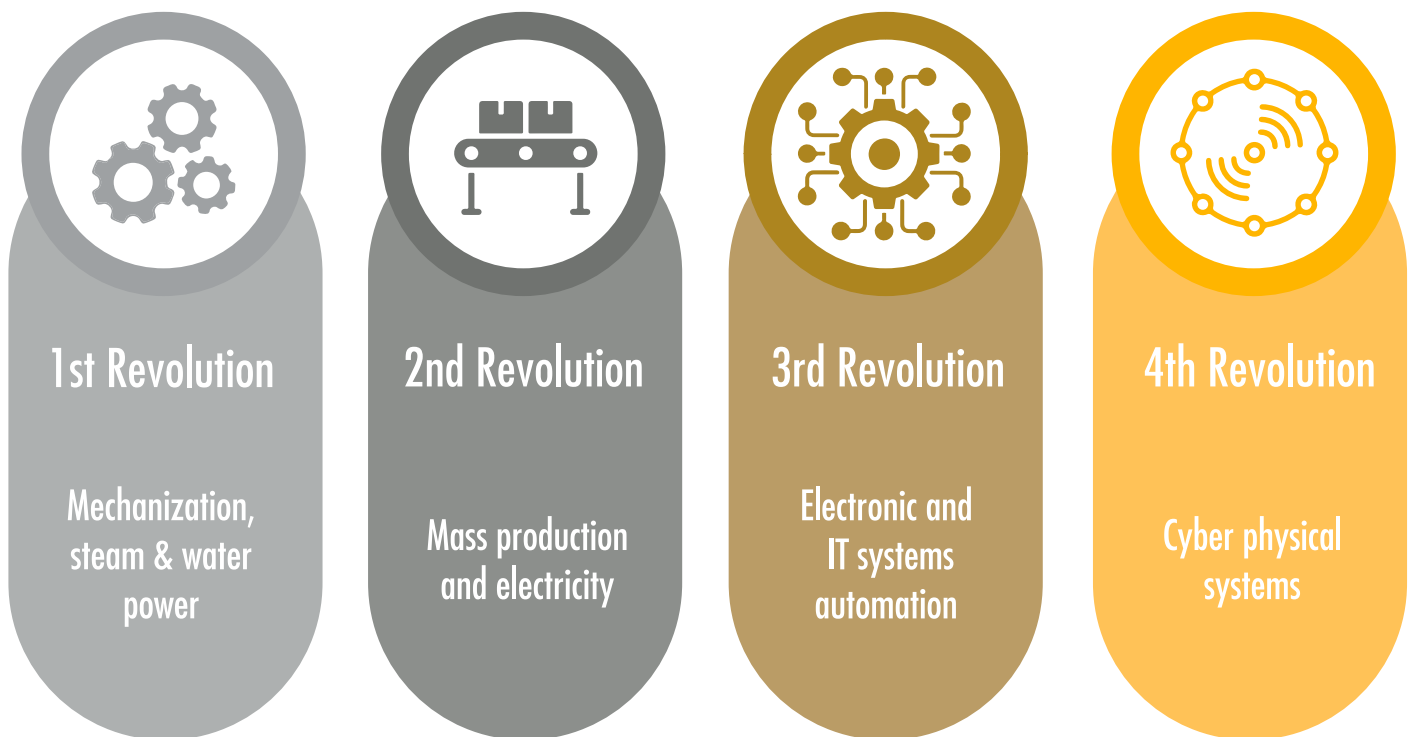 1st Revolution
Mechanization,
steam & water
power
2nd Revolution
Mass production
and electricity
3rd Revolution
Electronic and
IT systems
automation
4th Revolution
Cyber physical
systems